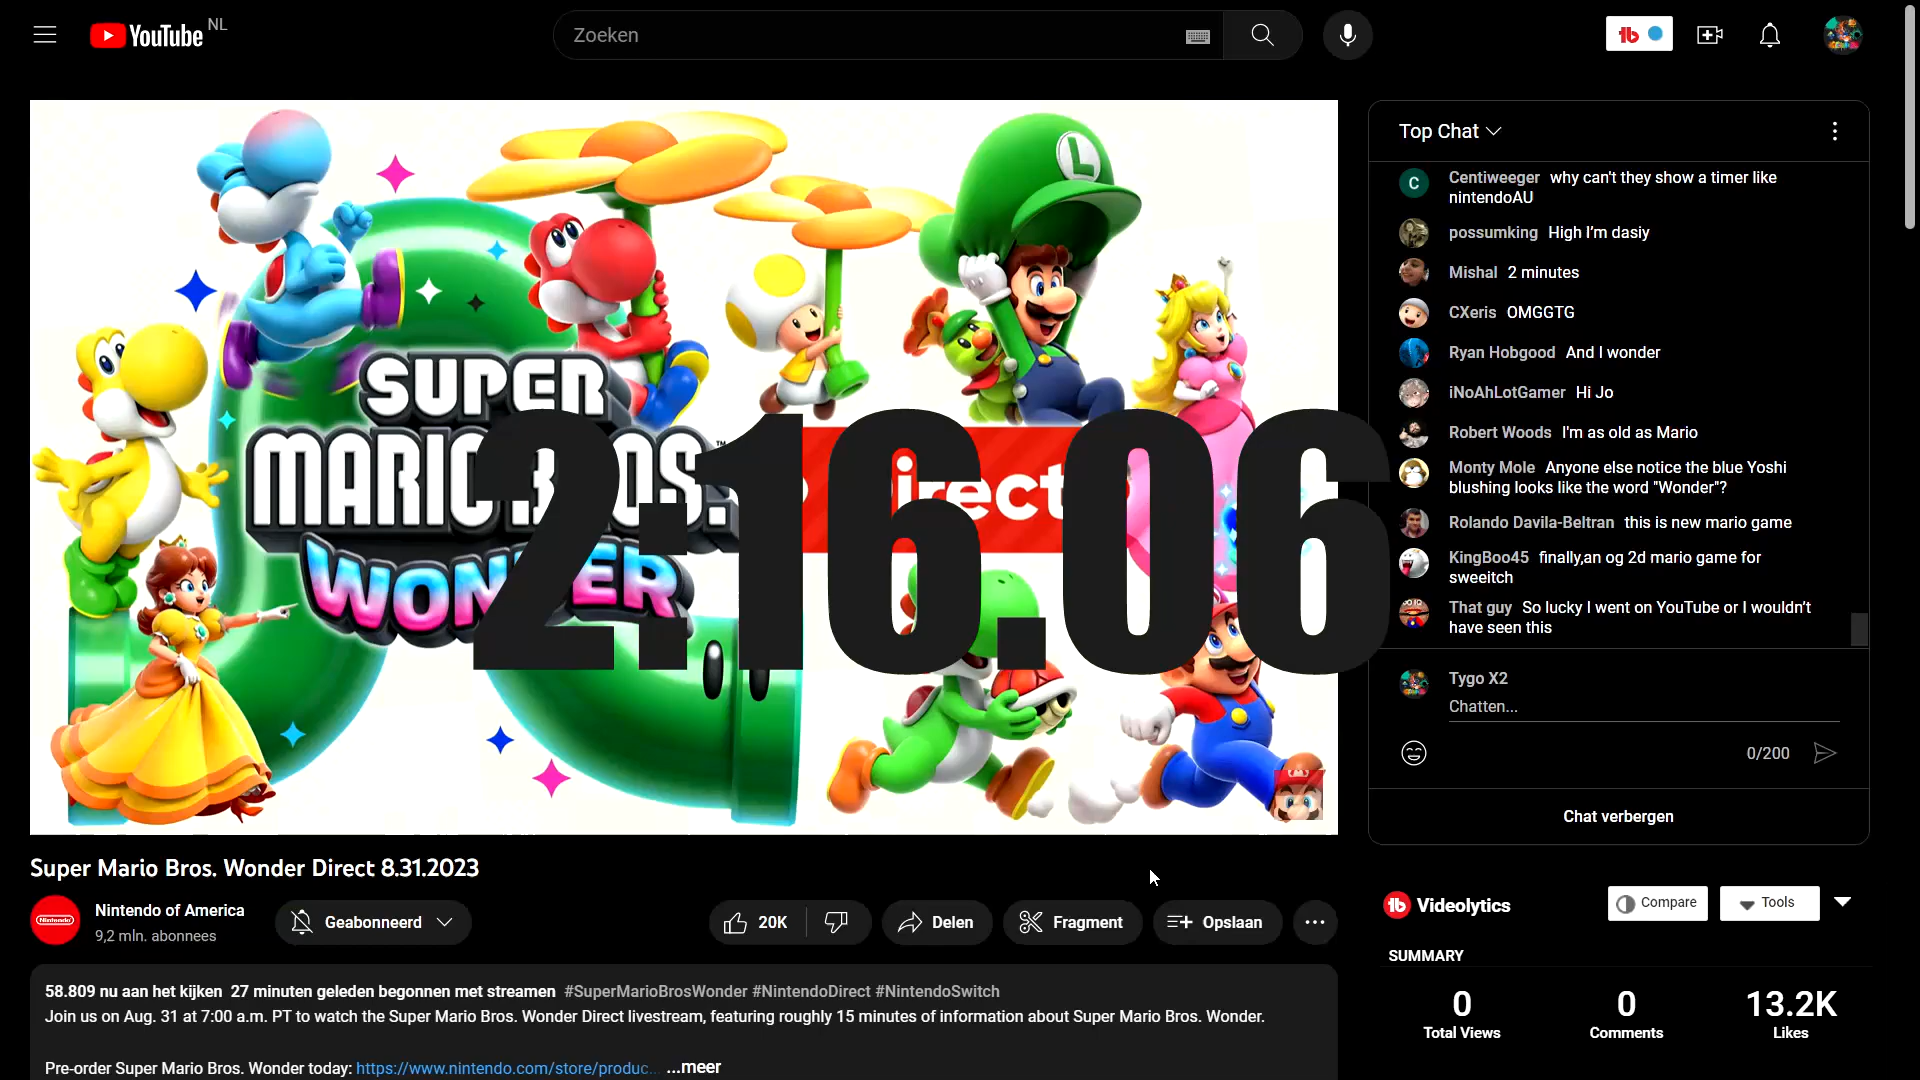 YouTube NL
Zoeken
SUPER
MARIO BROS.™
WONDER
L
irect
2:16.06
Top Chat
C
Centiweeger why can't they show a timer like
nintendoAU
possumking High I'm dasiy
Mishal 2 minutes
CXeris OMGGTG
Ryan Hobgood And I wonder
iNoAhLotGamer Hi Jo
Robert Woods I'm as old as Mario
Monty Mole Anyone else notice the blue Yoshi
blushing looks like the word "Wonder"?
Rolando Davila-Beltran this is new mario game
KingBoo45 finally,an og 2d mario game for
sweeitch
That guy So lucky I went on YouTube or I wouldn't
have seen this
Tygo X2
Chatten...
0/200
Chat verbergen
Super Mario Bros. Wonder Direct 8.31.2023
Nintendo
Nintendo of America
9,2 mln. abonnees
Geabonneerd
20K
Delen
Fragment
Opslaan
58.809 nu aan het kijken 27 minuten geleden begonnen met streamen #SuperMarioBrosWonder #NintendoDirect #NintendoSwitch
Join us on Aug. 31 at 7:00 a.m. PT to watch the Super Mario Bros. Wonder Direct livestream, featuring roughly 15 minutes of information about Super Mario Bros. Wonder.
Pre-order Super Mario Bros. Wonder today: https://www.nintendo.com/store/produc... ...meer
Videolytics
Compare
Tools
SUMMARY
0
Total Views
0
Comments
13.2K
Likes